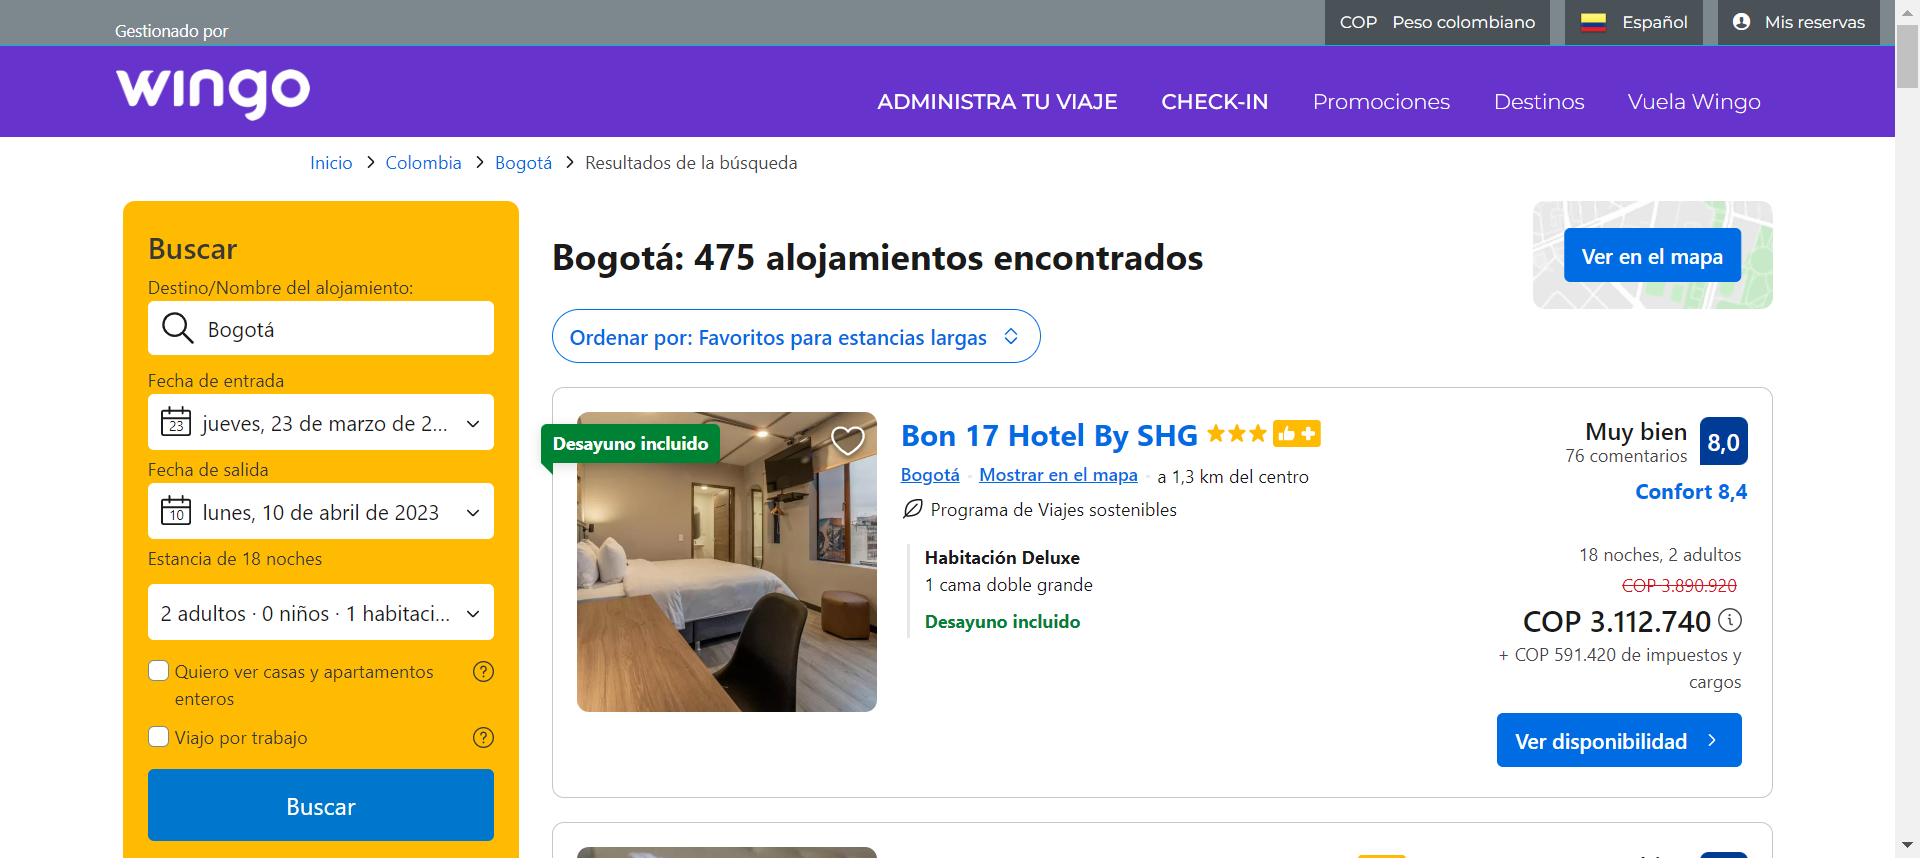 Gestionado por
COP Peso colombiano
Español
Mis reservas
wingo
ADMINISTRA TU VIAJE
CHECK-IN
Promociones
Destinos
Vuela Wingo
Inicio > Colombia > Bogotá > Resultados de la búsqueda
Buscar
Destino/Nombre del alojamiento:
Bogotá
Fecha de entrada
23
jueves, 23 de marzo de 2...
Fecha de salida
10
lunes, 10 de abril de 2023
Estancia de 18 noches
2 adultos · 0 niños · 1 habitaci...
Quiero ver casas y apartamentos
enteros
Viajo por trabajo
Buscar
Bogotá: 475 alojamientos encontrados
Ver en el mapa
Ordenar por: Favoritos para estancias largas
Desayuno incluido
Bon 17 Hotel By SHG
Bogotá · Mostrar en el mapa · a 1,3 km del centro
Programa de Viajes sostenibles
Habitación Deluxe
1 cama doble grande
Desayuno incluido
Muy bien
76 comentarios
8,0
Confort 8,4
18 noches, 2 adultos
COP 3.890.920
COP 3.112.740
+ COP 591.420 de impuestos y
cargos
Ver disponibilidad